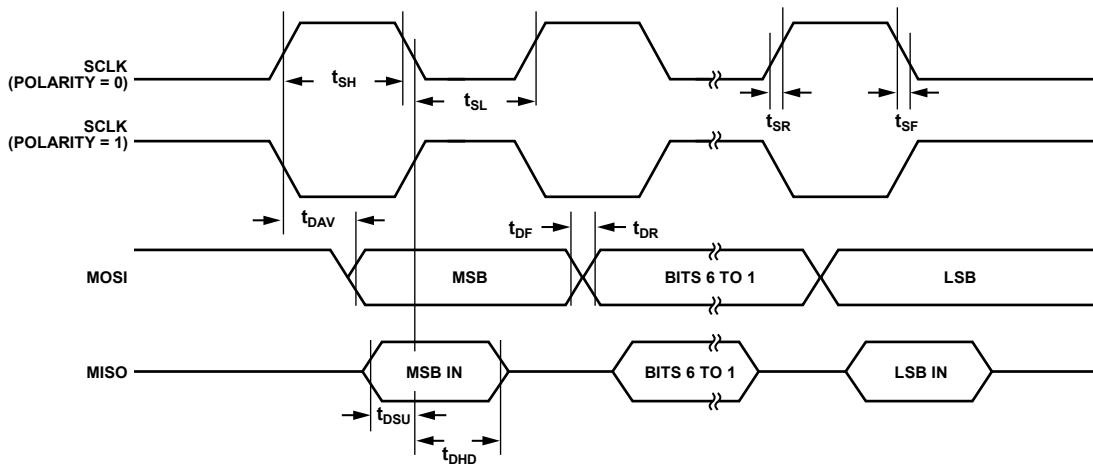 SCLK
(POLARITY = 0)
tSH
tSL
tSR
tSF
SCLK
(POLARITY = 1)
tDAV
tDF
tDR
MOSI
MSB
BITS 6 TO 1
LSB
MISO
MSB IN
BITS 6 TO 1
LSB IN
tDSU
tDHD